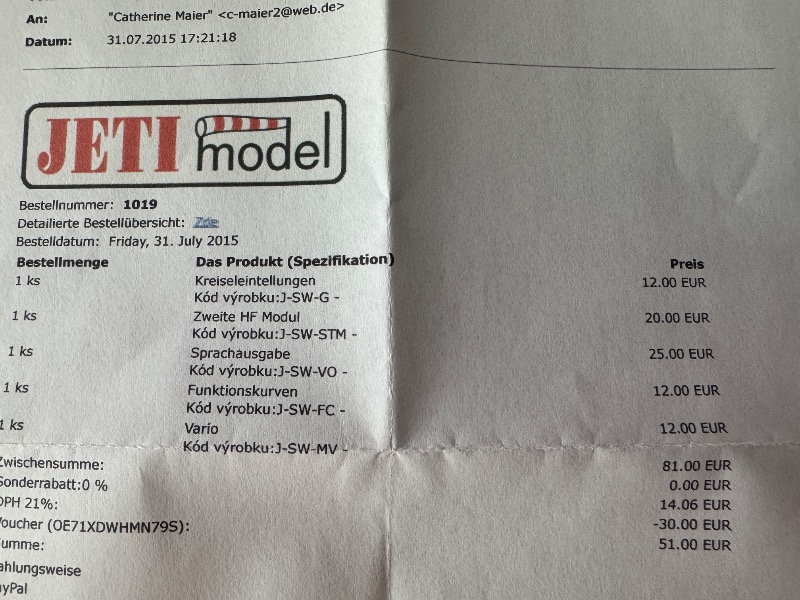 An: "Catherine Maier" <c-maier2@web.de>
Datum: 31.07.2015 17:21:18
JETI model
Bestellnummer: 1019
Detailierte Bestellübersicht: Zde
Bestelldatum: Friday, 31. July 2015
Bestellmenge Das Produkt (Spezifikation) Preis
1 ks Kreiseleintellungen 12.00 EUR
Kód výrobku:J-SW-G -
1 ks Zweite HF Modul 20.00 EUR
Kód výrobku:J-SW-STM -
1 ks Sprachausgabe 25.00 EUR
Kód výrobku:J-SW-VO -
1 ks Funktionskurven 12.00 EUR
Kód výrobku:J-SW-FC -
1 ks Vario 12.00 EUR
Kód výrobku:J-SW-MV -
Zwischensumme: 81.00 EUR
Sonderrabatt:0 % 0.00 EUR
DPH 21%: 14.06 EUR
Voucher (OE71XDWHMN79S): -30.00 EUR
umme: 51.00 EUR
ahlungsweise
ayPal